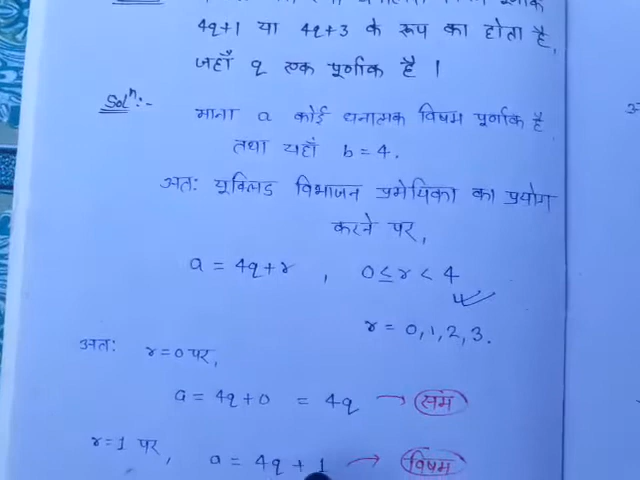 4q+1 या 4q+3 के रूप का होता है,
जहाँ q एक पूर्णांक है ।
Solⁿ:-
माना a कोई धनात्मक विषम पूर्णांक है
तथा यहाँ b = 4.
अतः यूक्लिड विभाजन प्रमेयिका का प्रयोग
करने पर,
a = 4q+r , 0 ≤ r < 4
r = 0, 1, 2, 3.
अतः r = 0 पर,
a = 4q+0 = 4q → सम
r = 1 पर,
a = 4q + 1 → विषम